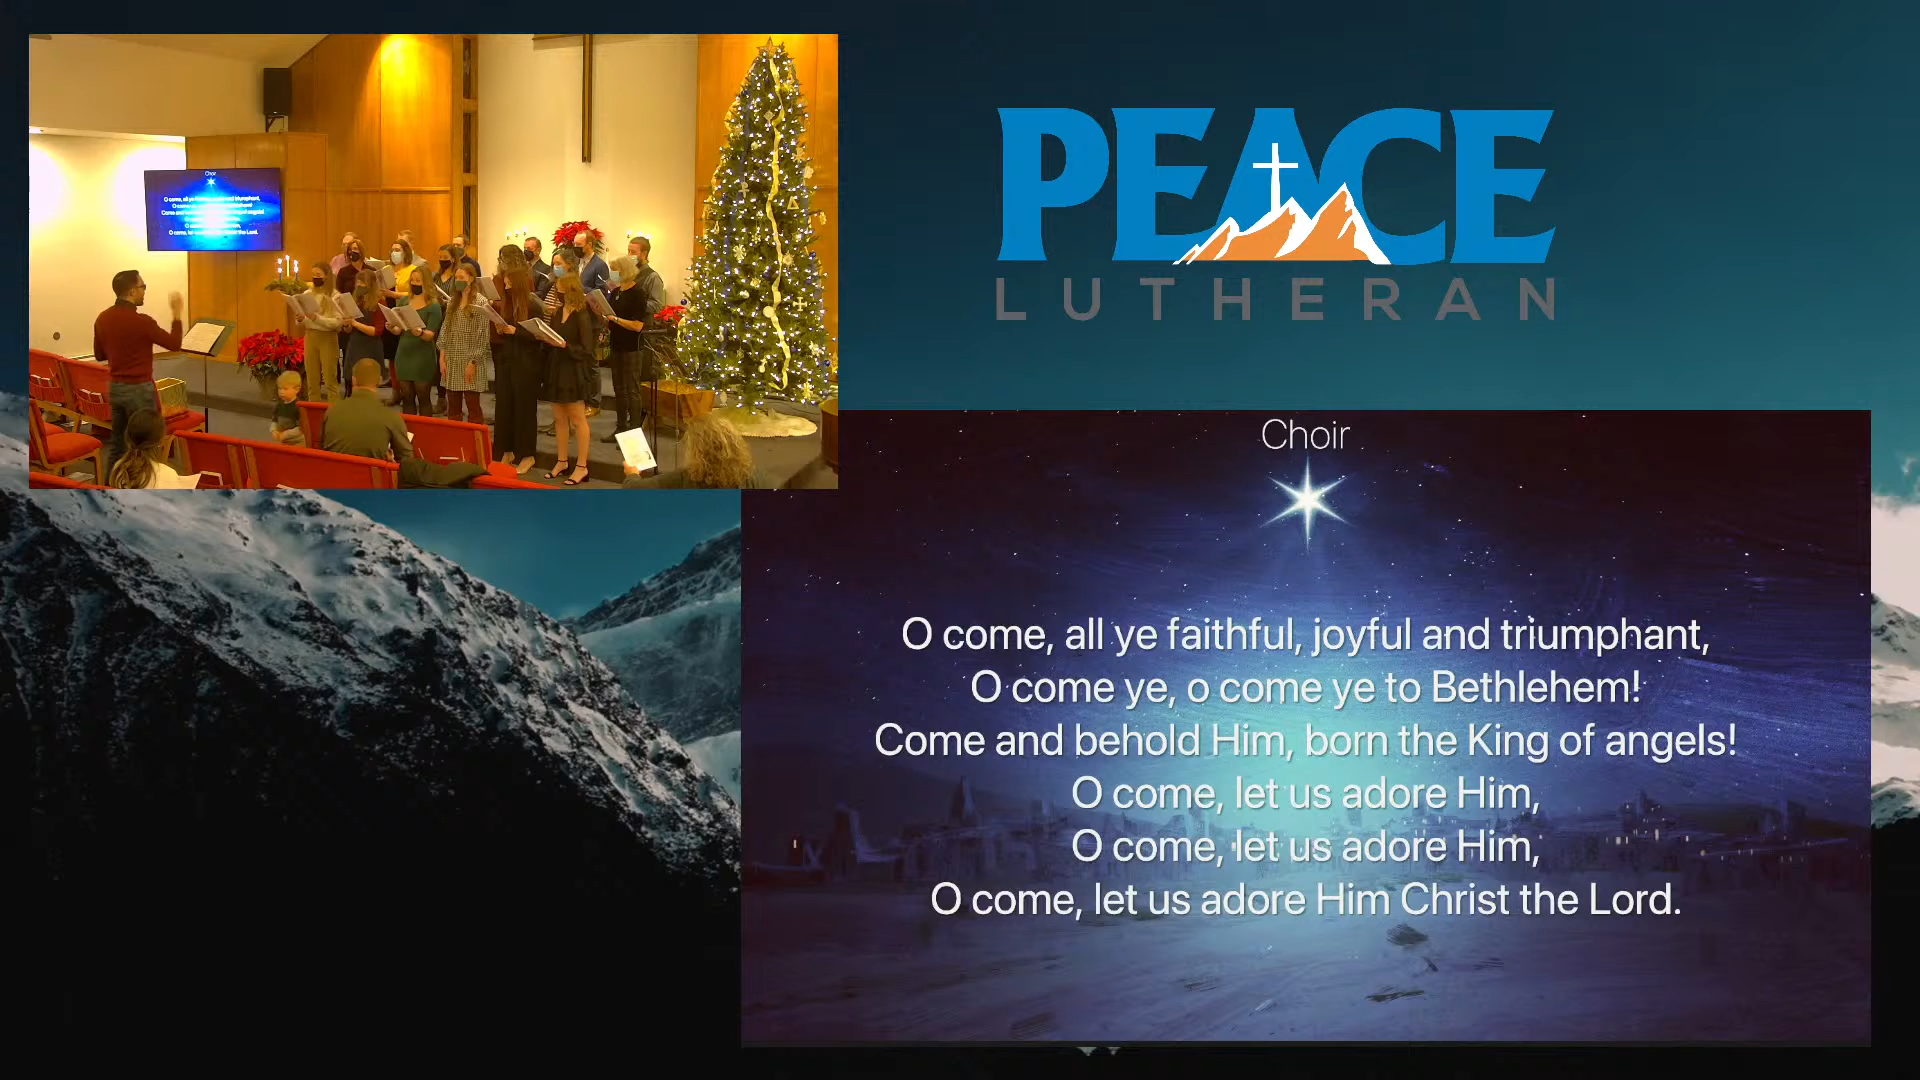 PEACE
LUTHERAN
Choir
O come, all ye faithful, joyful and triumphant,
O come ye, o come ye to Bethlehem!
Come and behold Him, born the King of angels!
O come, let us adore Him,
O come, let us adore Him,
O come, let us adore Him Christ the Lord.